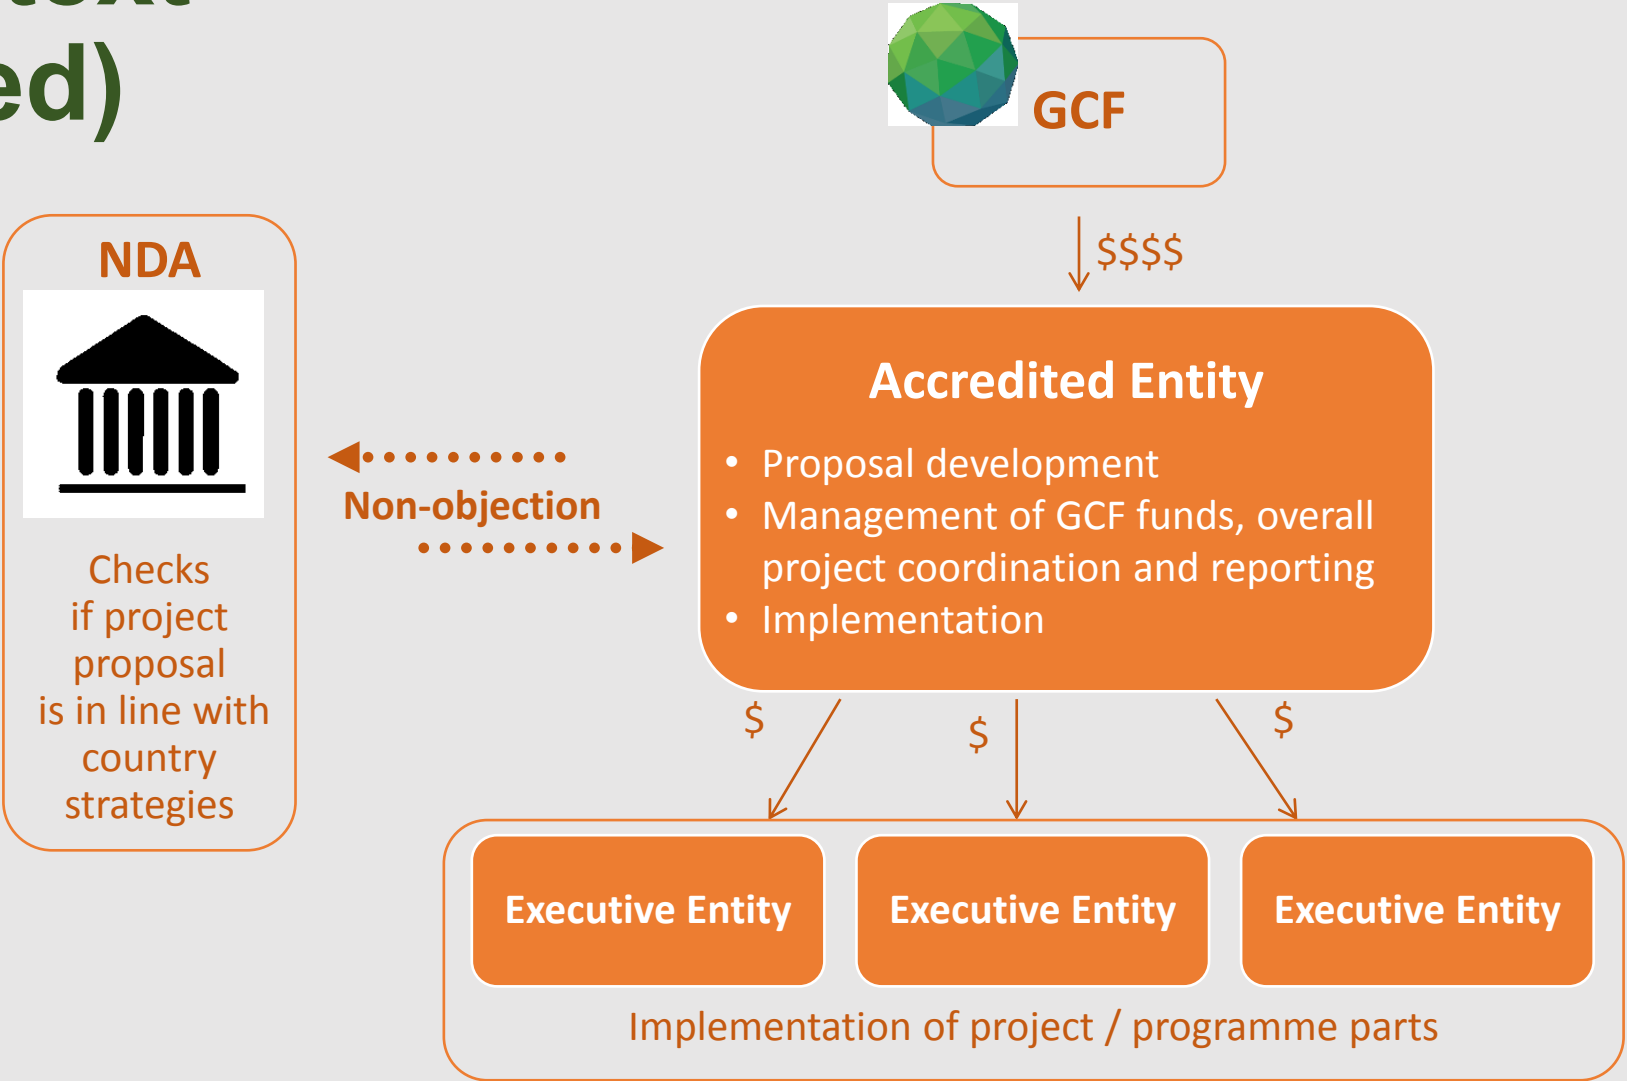 ed)
GCF
$$$$
NDA
Checks
if project
proposal
is in line with
country
strategies
Non-objection
Accredited Entity
• Proposal development
• Management of GCF funds, overall
project coordination and reporting
• Implementation
$
$
$
Executive Entity
Executive Entity
Executive Entity
Implementation of project / programme parts